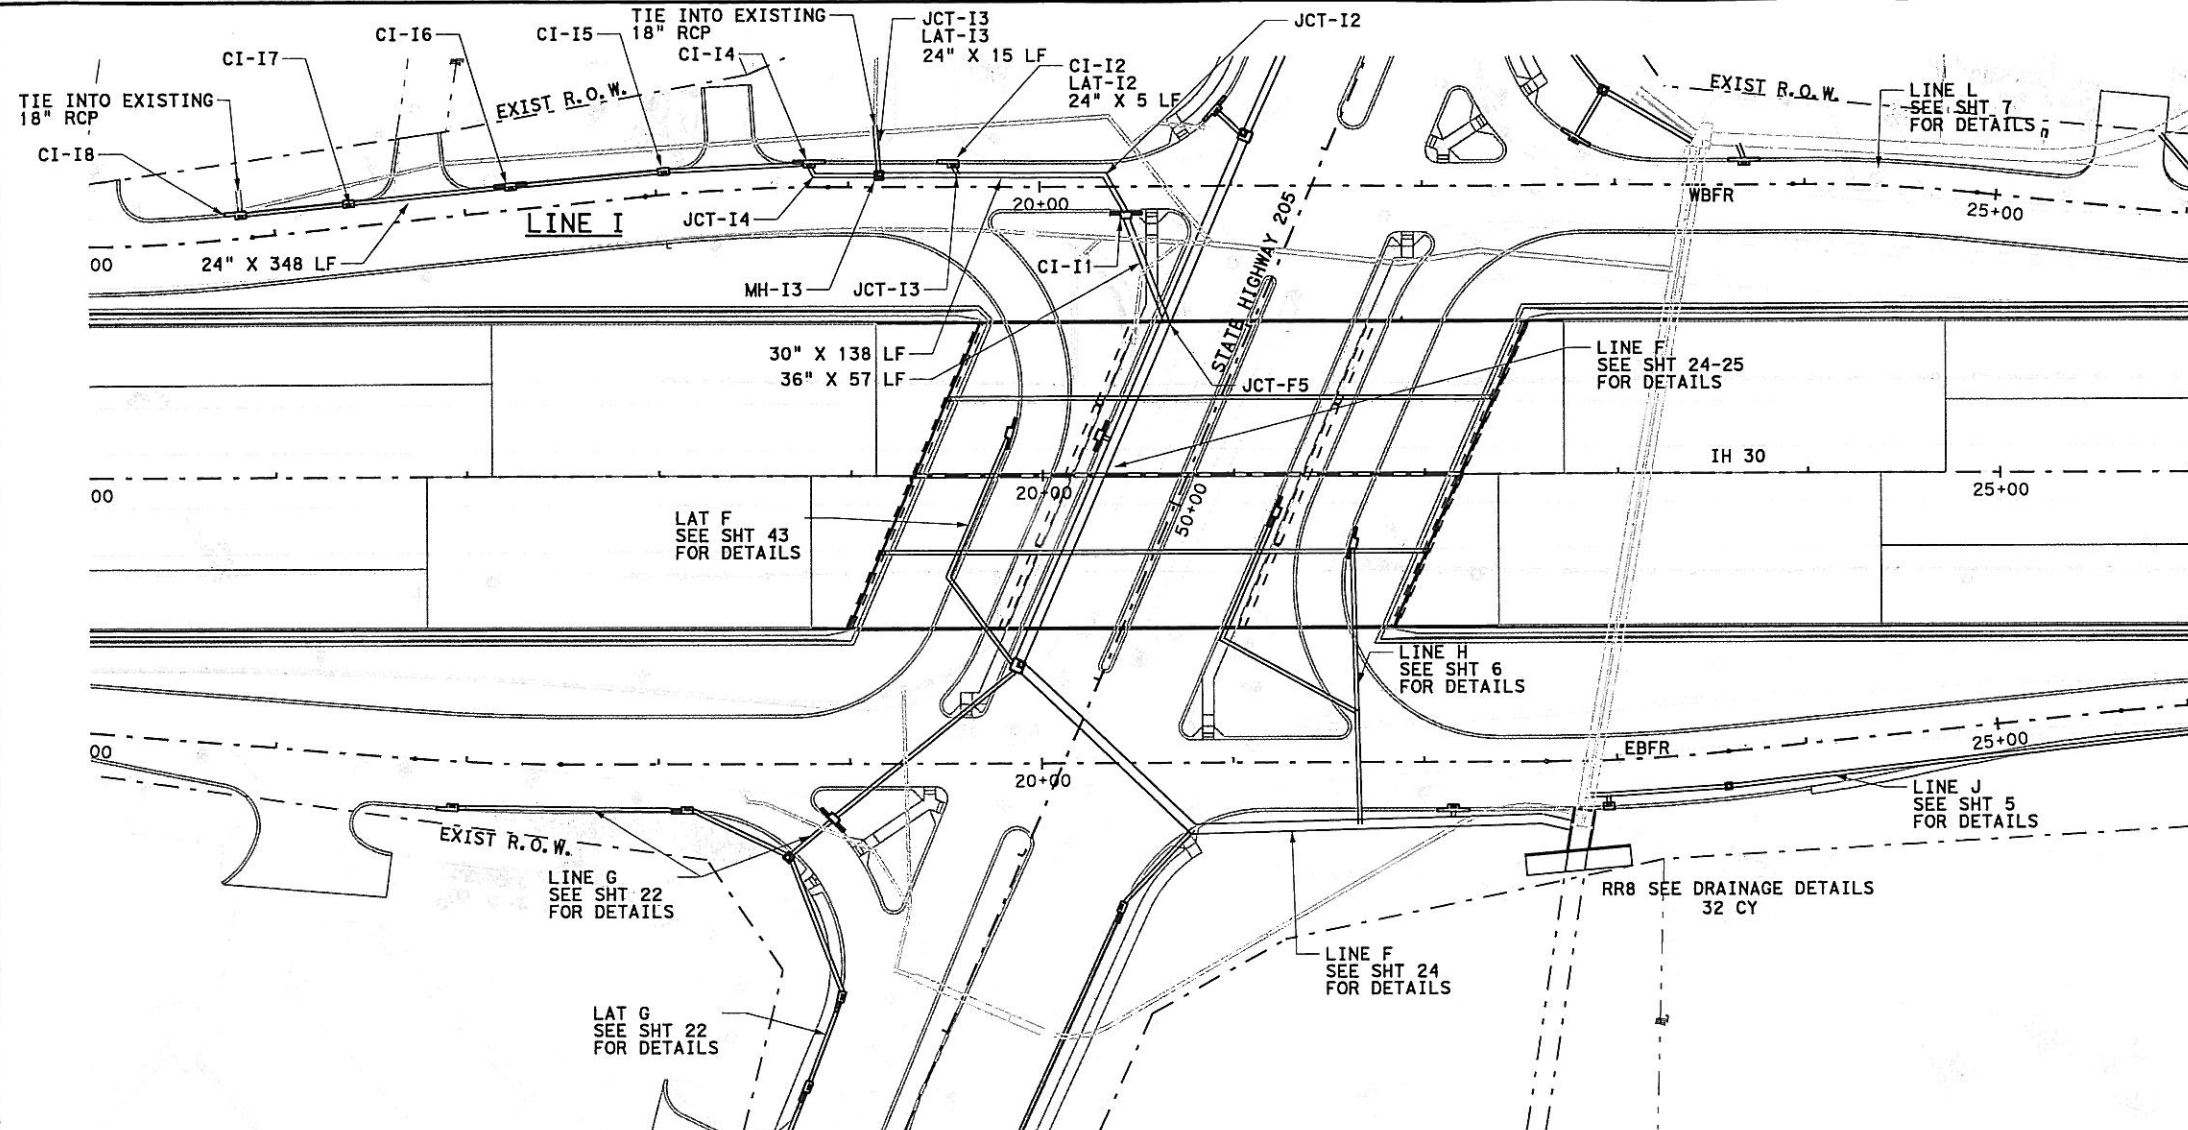 TIE INTO EXISTING
18" RCP
CI-I8
CI-I7
CI-I6
CI-I5
TIE INTO EXISTING
18" RCP
CI-I4
JCT-I3
LAT-I3
24" X 15 LF
CI-I2
LAT-I2
24" X 5 LF
JCT-I2
EXIST R.O.W.
EXIST R.O.W.
LINE L
SEE SHT 7
FOR DETAILS
LINE I
JCT-I4
20+00
WBFR
25+00
00
24" X 348 LF
MH-I3
JCT-I3
CI-I1
STATE HIGHWAY 205
30" X 138 LF
36" X 57 LF
JCT-F5
LINE F
SEE SHT 24-25
FOR DETAILS
IH 30
00
20+00
50+00
25+00
LAT F
SEE SHT 43
FOR DETAILS
LINE H
SEE SHT 6
FOR DETAILS
00
20+00
EBFR
25+00
LINE J
SEE SHT 5
FOR DETAILS
EXIST R.O.W.
LINE G
SEE SHT 22
FOR DETAILS
RR8 SEE DRAINAGE DETAILS
32 CY
LINE F
SEE SHT 24
FOR DETAILS
LAT G
SEE SHT 22
FOR DETAILS